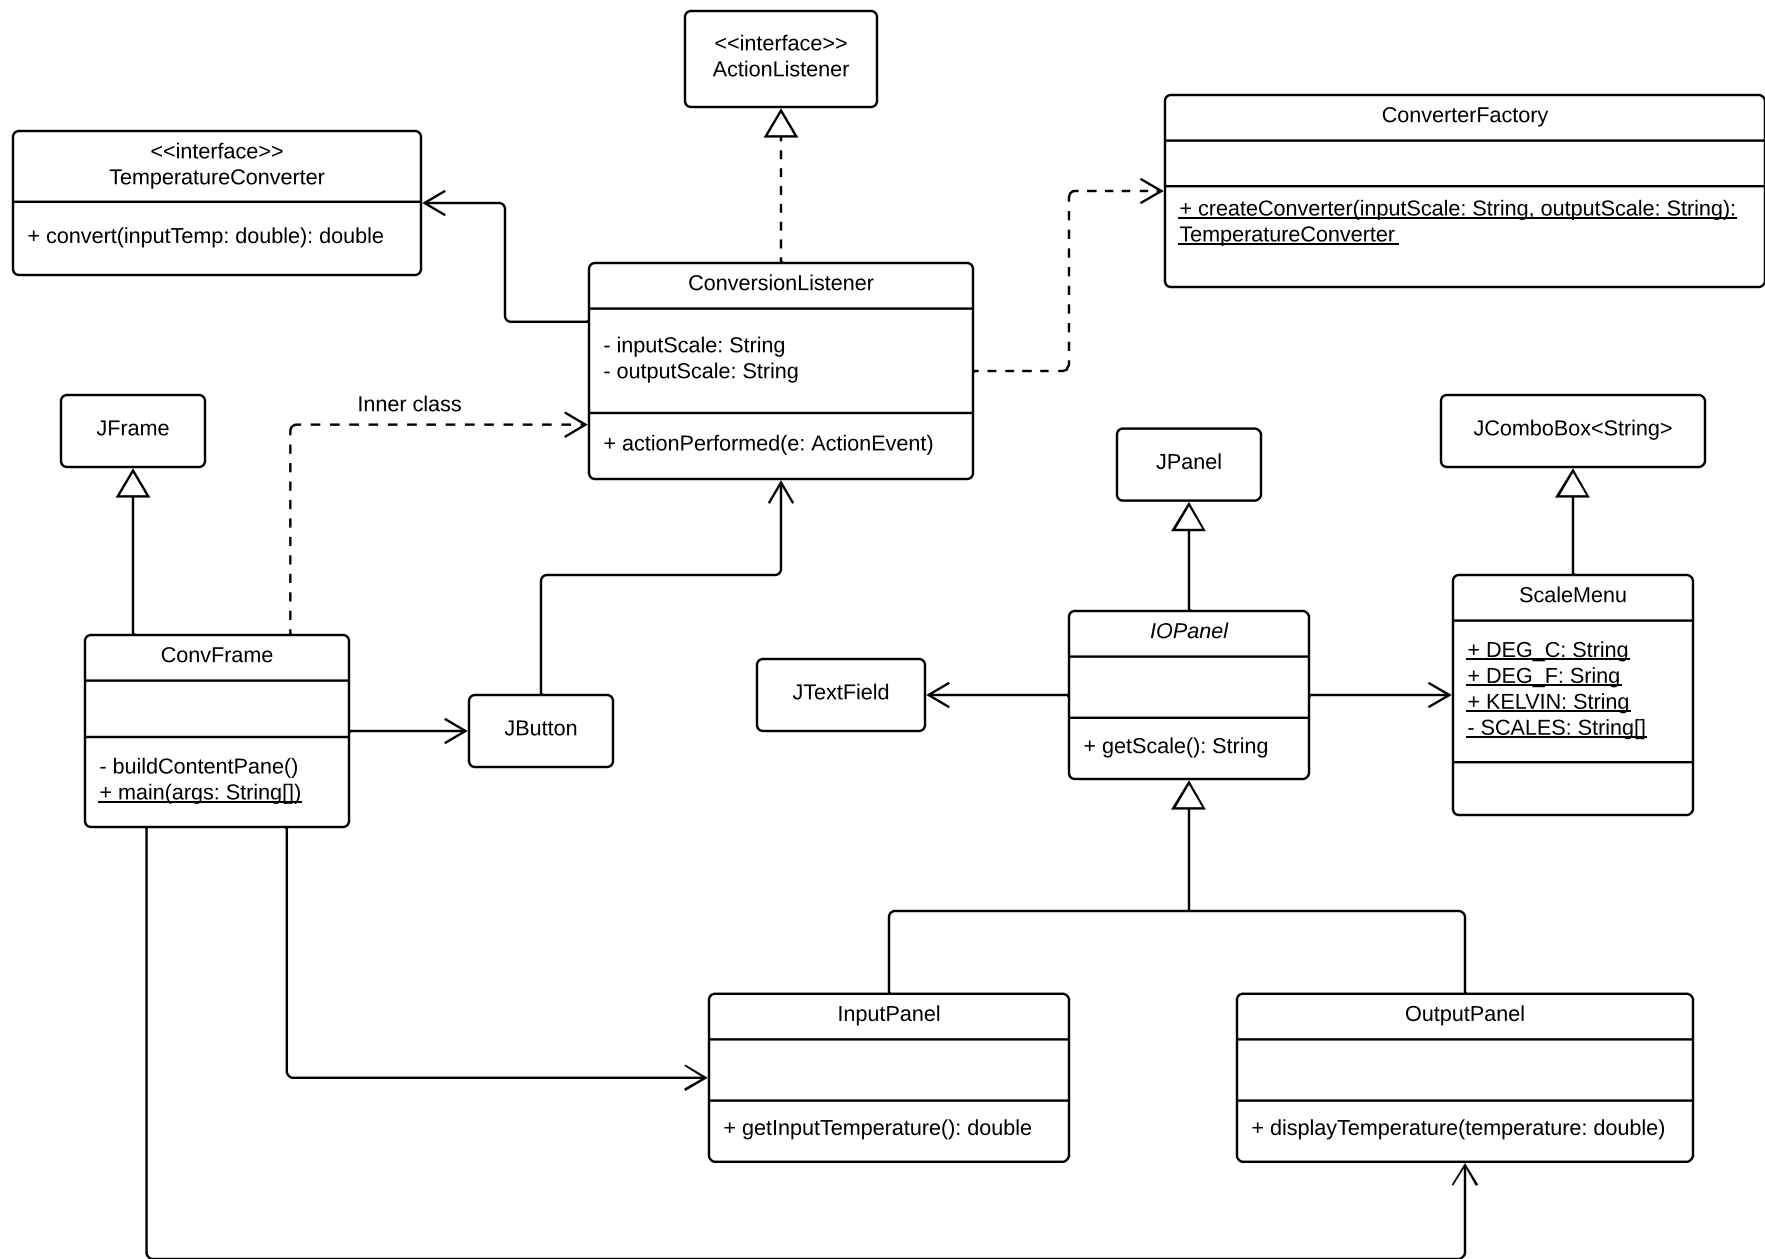 <<interface>>
ActionListener
ConverterFactory
+ createConverter(inputScale: String, outputScale: String):
TemperatureConverter
<<interface>>
TemperatureConverter
+ convert(inputTemp: double): double
ConversionListener
- inputScale: String
- outputScale: String
+ actionPerformed(e: ActionEvent)
Inner class
JFrame
JPanel
JComboBox<String>
ConvFrame
- buildContentPane()
+ main(args: String[])
JButton
JTextField
IOPanel
+ getScale(): String
ScaleMenu
+ DEG_C: String
+ DEG_F: Sring
+ KELVIN: String
- SCALES: String[]
InputPanel
+ getInputTemperature(): double
OutputPanel
+ displayTemperature(temperature: double)